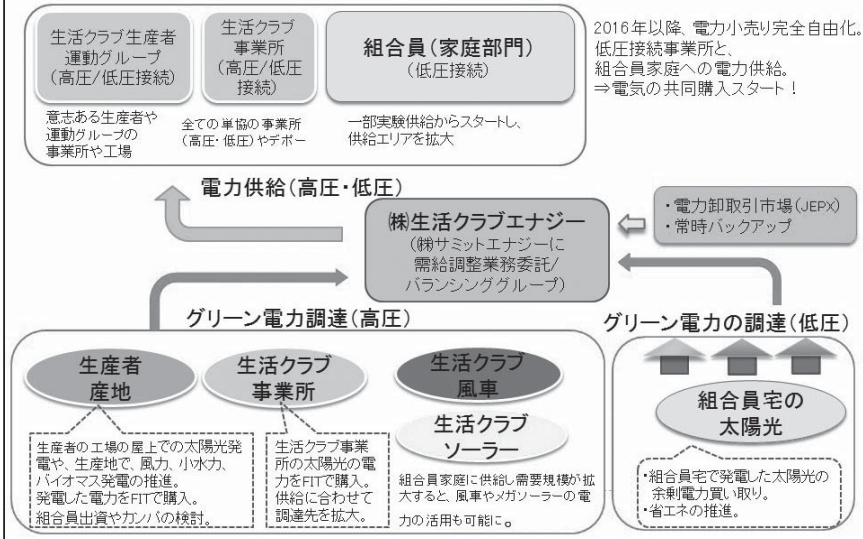 生活クラブ生産者
運動グループ
(高圧/低圧接続)
生活クラブ
事業所
(高圧/低圧
接続)
組合員(家庭部門)
(低圧接続)
2016年以降、電力小売り完全自由化。
低圧接続事業所と、
組合員家庭への電力供給。
⇒電気の共同購入スタート！
意志ある生産者や
運動グループの
事業所や工場
全ての単協の事業所
(高圧・低圧)やデポー
一部実験供給からスタートし、
供給エリアを拡大
電力供給(高圧・低圧)
㈱生活クラブエナジー
(㈱サミットエナジーに
需給調整業務委託/
バランシンググループ)
・電力卸取引市場(JEPX)
・常時バックアップ
グリーン電力調達(高圧)
グリーン電力の調達(低圧)
生産者
産地
生活クラブ
事業所
生活クラブ
風車
生活クラブ
ソーラー
組合員宅の
太陽光
生産者の工場の屋上での太陽光発
電や、生産地で、風力、小水力、
バイオマス発電の推進。
発電した電力をFITで購入。
組合員出資やカンパの検討。
生活クラブ事業
所の太陽光の電
力をFITで購入。
供給に合わせて
調達先を拡大。
組合員家庭に供給し需要規模が拡
大すると、風車やメガソーラーの電
力の活用も可能に。
・組合員宅で発電した太陽光の
余剰電力買い取り。
・省エネの推進。